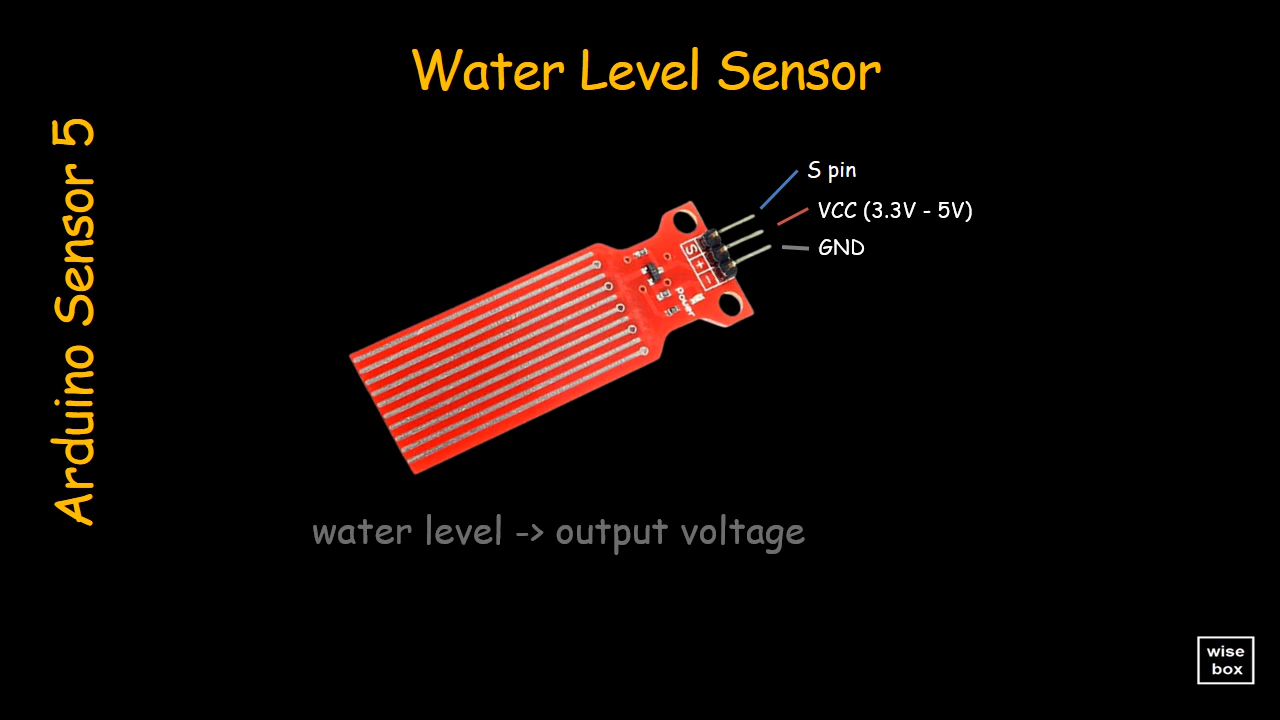 Water Level Sensor
Arduino Sensor 5
S pin
VCC (3.3V - 5V)
GND
S + -
Power
water level -> output voltage
wise
box